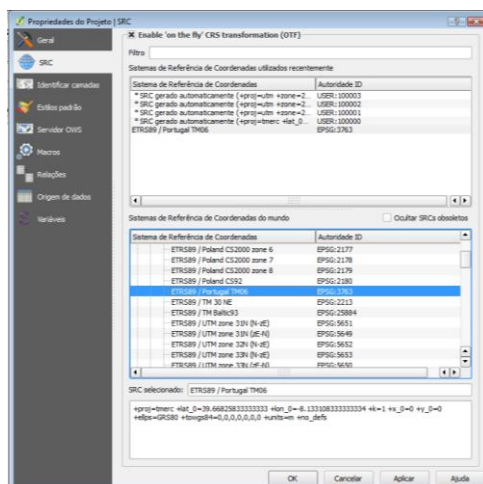 Propriedades do Projeto | SRC
Geral
SRC
Identificar camadas
Estilos padrão
Servidor OWS
Macros
Relações
Origem de dados
Variáveis
Enable 'on the fly' CRS transformation (OTF)
Filtro
Sistemas de Referência de Coordenadas utilizados recentemente
Sistema de Referência de Coordenadas Autoridade ID
* SRC gerado automaticamente (+proj=utm +zone=2... USER:100003
* SRC gerado automaticamente (+proj=utm +zone=2... USER:100002
* SRC gerado automaticamente (+proj=utm +zone=2... USER:100001
* SRC gerado automaticamente (+proj=tmerc +lat_0... USER:100000
ETRS89 / Portugal TM06 EPSG:3763
Sistemas de Referência de Coordenadas do mundo Ocultar SRCs obsoletos
Sistema de Referência de Coordenadas Autoridade ID
ETRS89 / Poland CS2000 zone 6 EPSG:2177
ETRS89 / Poland CS2000 zone 7 EPSG:2178
ETRS89 / Poland CS2000 zone 8 EPSG:2179
ETRS89 / Poland CS92 EPSG:2180
ETRS89 / Portugal TM06 EPSG:3763
ETRS89 / TM 30 NE EPSG:2213
ETRS89 / TM Baltic93 EPSG:25884
ETRS89 / UTM zone 31N (N-zE) EPSG:5651
ETRS89 / UTM zone 31N (zE-N) EPSG:5649
ETRS89 / UTM zone 32N (N-zE) EPSG:5652
ETRS89 / UTM zone 33N (N-zE) EPSG:5653
ETRS89 / UTM zone 33N (zE-N) EPSG:5650
SRC selecionado: ETRS89 / Portugal TM06
+proj=tmerc +lat_0=39.66825833333333 +lon_0=-8.133108333333334 +k=1 +x_0=0 +y_0=0
+ellps=GRS80 +towgs84=0,0,0,0,0,0,0 +units=m +no_defs
OK Cancelar Aplicar Ajuda